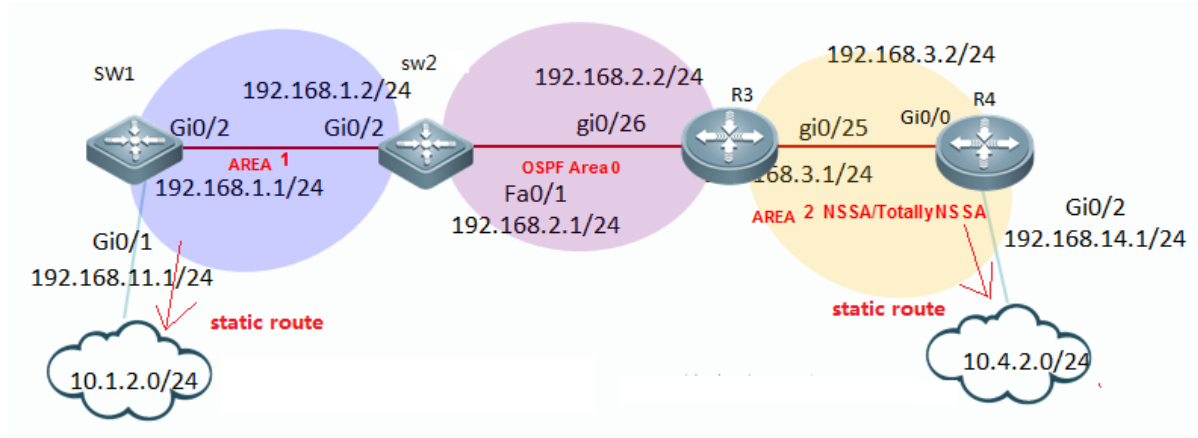 SW1
192.168.1.2/24
sw2
192.168.2.2/24
192.168.3.2/24
R3
R4
Gi0/2
Gi0/2
gi0/26
gi0/25
Gi0/0
AREA 1
192.168.1.1/24
OSPF Area 0
Fa0/1
192.168.2.1/24
168.3.1/24
AREA 2 NSSA/Totally NSSA
Gi0/2
192.168.14.1/24
Gi0/1
192.168.11.1/24
static route
static route
10.1.2.0/24
10.4.2.0/24